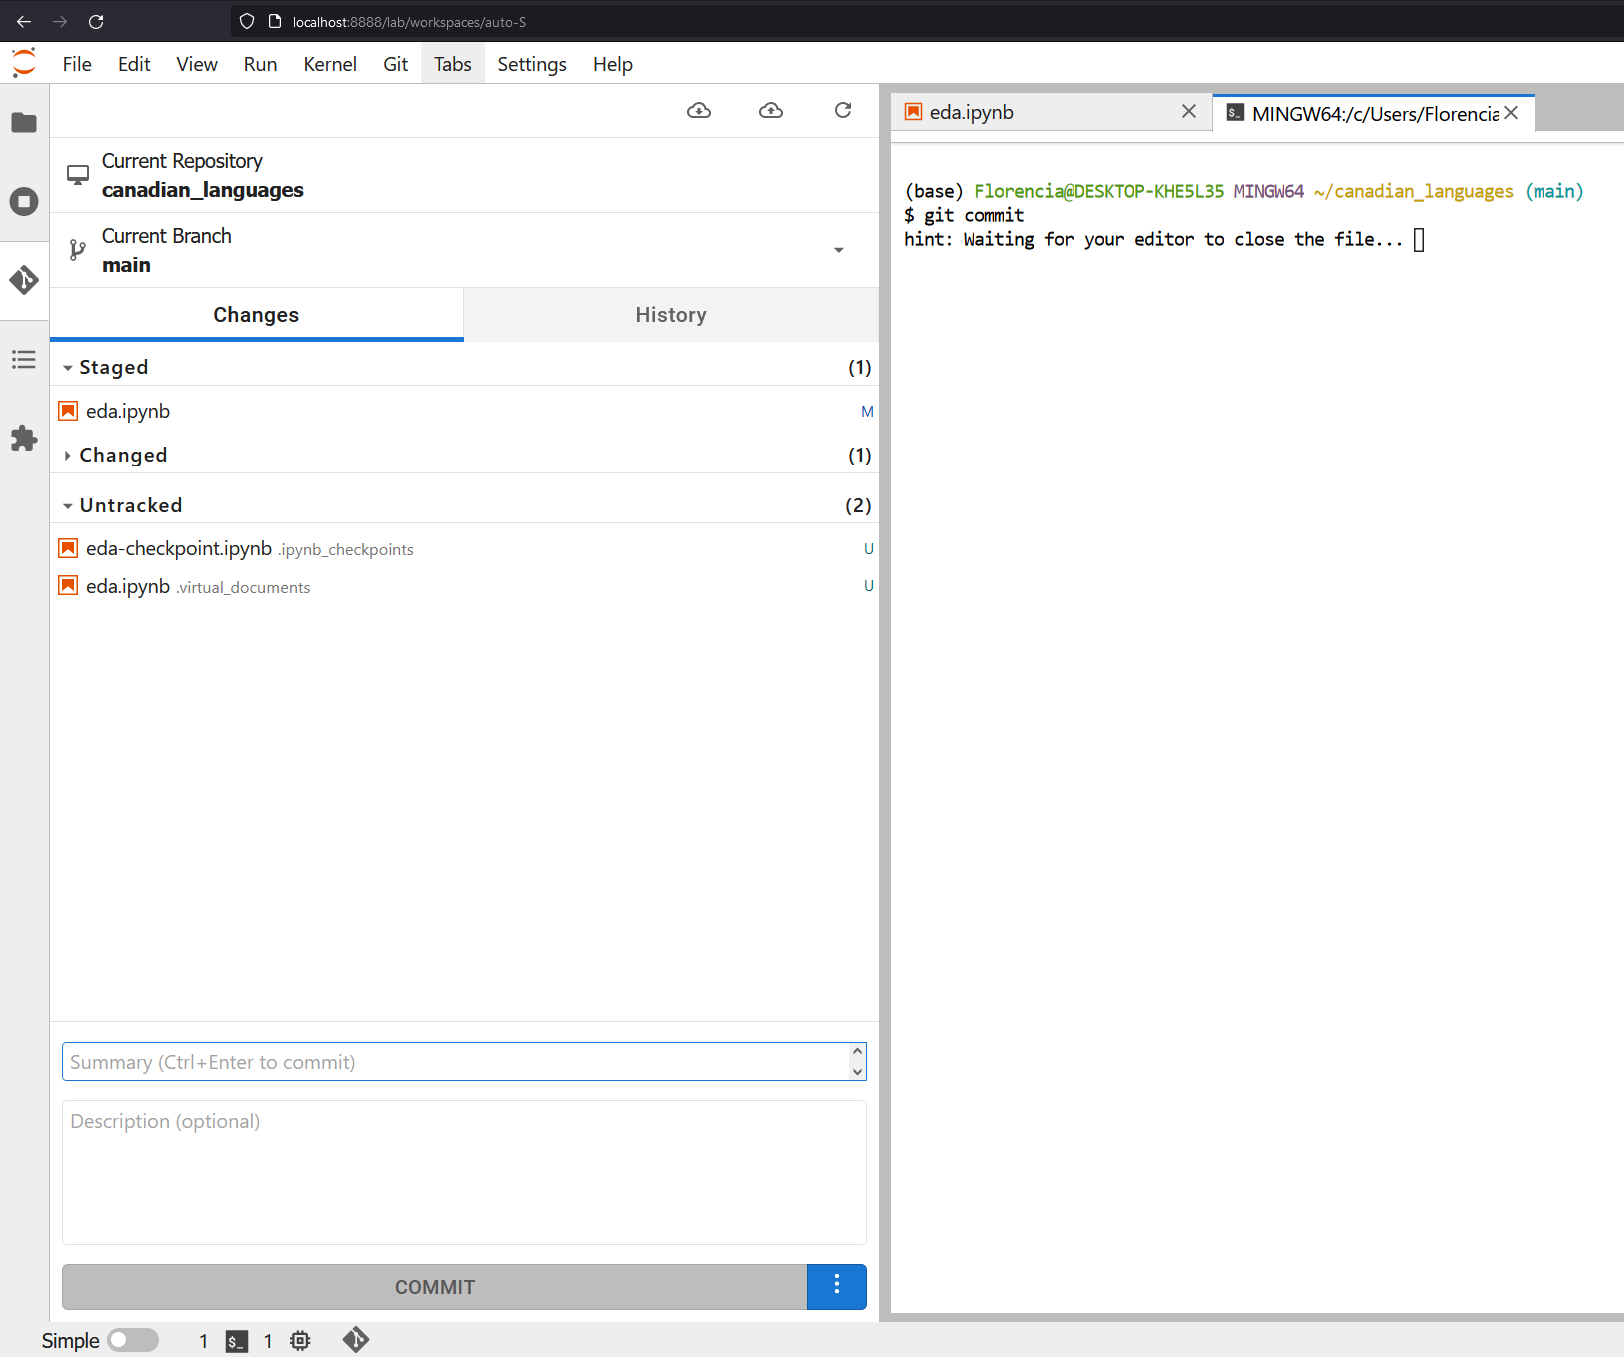 localhost:8888/lab/workspaces/auto-S
File Edit View Run Kernel Git Tabs Settings Help
Current Repository
canadian_languages
Current Branch
main
Changes History
Staged (1)
eda.ipynb M
Changed (1)
Untracked (2)
eda-checkpoint.ipynb .ipynb_checkpoints U
eda.ipynb .virtual_documents U
Summary (Ctrl+Enter to commit)
Description (optional)
COMMIT
eda.ipynb
$_ MINGW64:/c/Users/Florencia
(base) Florencia@DESKTOP-KHE5L35 MINGW64 ~/canadian_languages (main)
$ git commit
hint: Waiting for your editor to close the file...
Simple 1 $_ 1